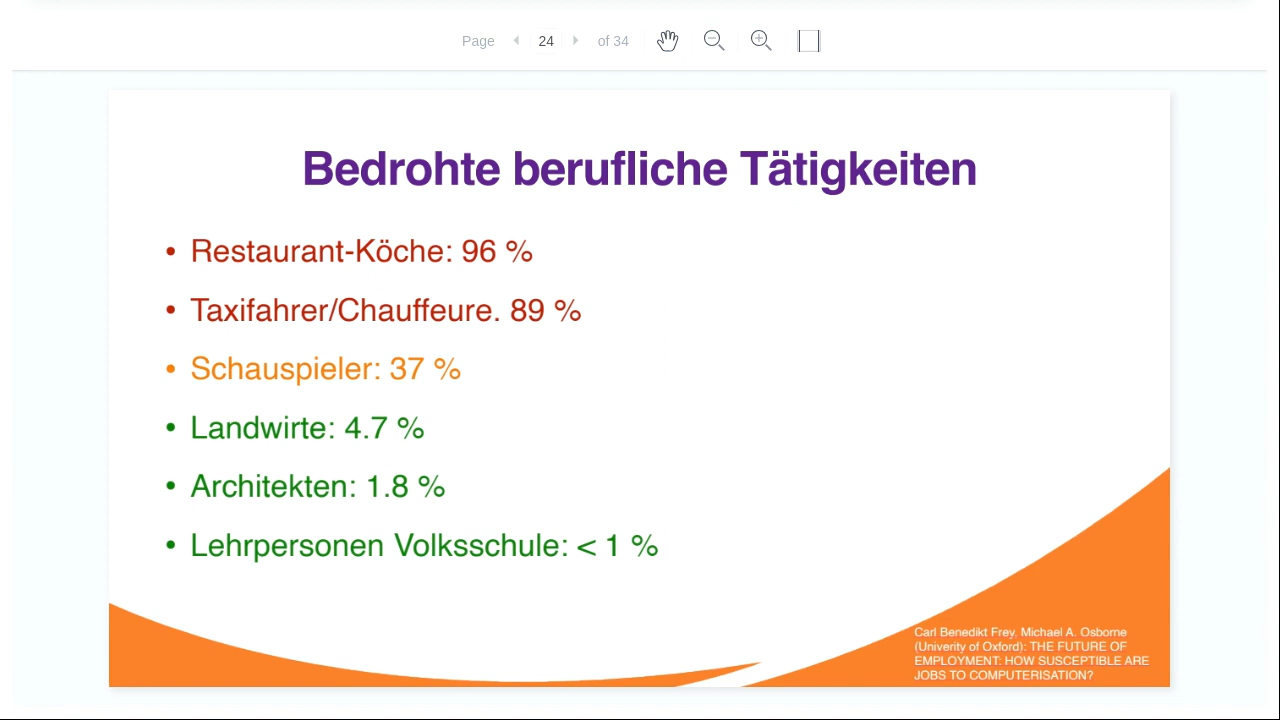 Page 24 of 34
Bedrohte berufliche Tätigkeiten
• Restaurant-Köche: 96 %
• Taxifahrer/Chauffeure. 89 %
• Schauspieler: 37 %
• Landwirte: 4.7 %
• Architekten: 1.8 %
• Lehrpersonen Volksschule: < 1 %
Carl Benedikt Frey, Michael A. Osborne
(Univerity of Oxford): THE FUTURE OF
EMPLOYMENT: HOW SUSCEPTIBLE ARE
JOBS TO COMPUTERISATION?